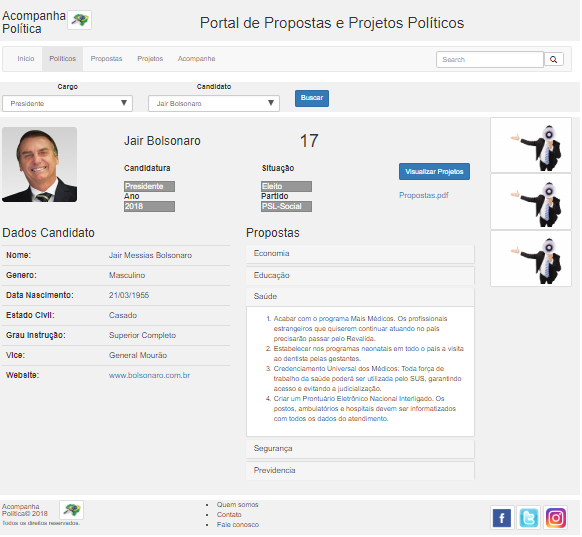 Acompanha
Política
Portal de Propostas e Projetos Políticos
Início Políticos Propostas Projetos Acompanhe
Search
Cargo Candidato
Presidente Jair Bolsonaro Buscar
Jair Bolsonaro 17
Candidatura Situação
Visualizar Projetos
Presidente Eleito
Ano Partido
Propostas.pdf
2018 PSL-Social
Dados Candidato Propostas
Nome: Jair Messias Bolsonaro
Genero: Masculino
Data Nascimento: 21/03/1955
Estado Civil: Casado
Grau Instrução: Superior Completo
Vice: General Mourão
Website: www.bolsonaro.com.br
Economia
Educação
Saúde
1. Acabar com o programa Mais Médicos. Os profissionais
estrangeiros que quiserem continuar atuando no país
precisarão passar pelo Revalida.
2. Estabelecer nos programas neonatais em todo o país a visita
ao dentista pelas gestantes.
3. Credenciamento Universal dos Médicos: Toda força de
trabalho da saúde poderá ser utilizada pelo SUS, garantindo
acesso e evitando a judicialização.
4. Criar um Prontuário Eletrônico Nacional Interligado. Os
postos, ambulatórios e hospitais devem ser informatizados
com todos os dados do atendimento.
Segurança
Previdencia
Acompanha
Política© 2018
Todos os direitos reservados.
Quem somos
Contato
Fale conosco